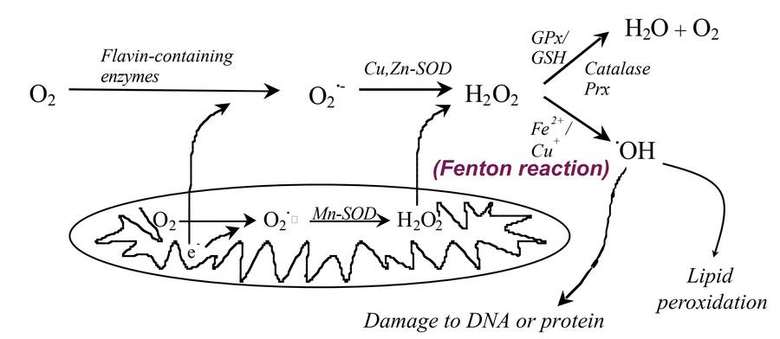 Flavin-containing
enzymes
O₂
O₂˙⁻
Cu,Zn-SOD
H₂O₂
GPx/
GSH
H₂O + O₂
Catalase
Prx
Fe²⁺/
Cu⁺
(Fenton reaction)
˙OH
O₂
O₂˙
Mn-SOD
H₂O₂
e⁻
Lipid
peroxidation
Damage to DNA or protein